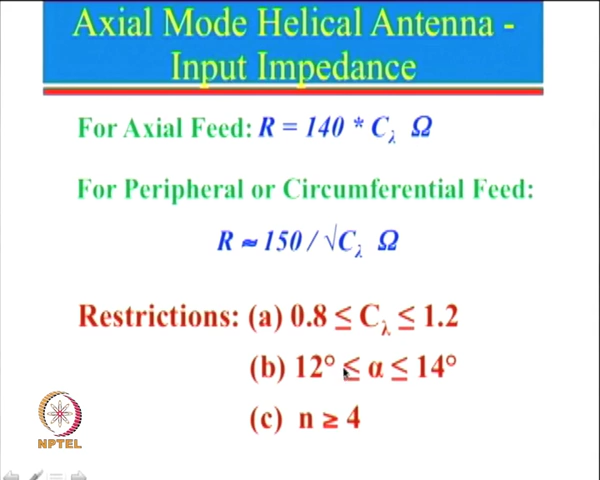 Axial Mode Helical Antenna -
Input Impedance
For Axial Feed: R = 140 * Cλ Ω
For Peripheral or Circumferential Feed:
R ≈ 150 / √Cλ Ω
Restrictions: (a) 0.8 ≤ Cλ ≤ 1.2
(b) 12° ≤ α ≤ 14°
(c) n ≥ 4
NPTEL